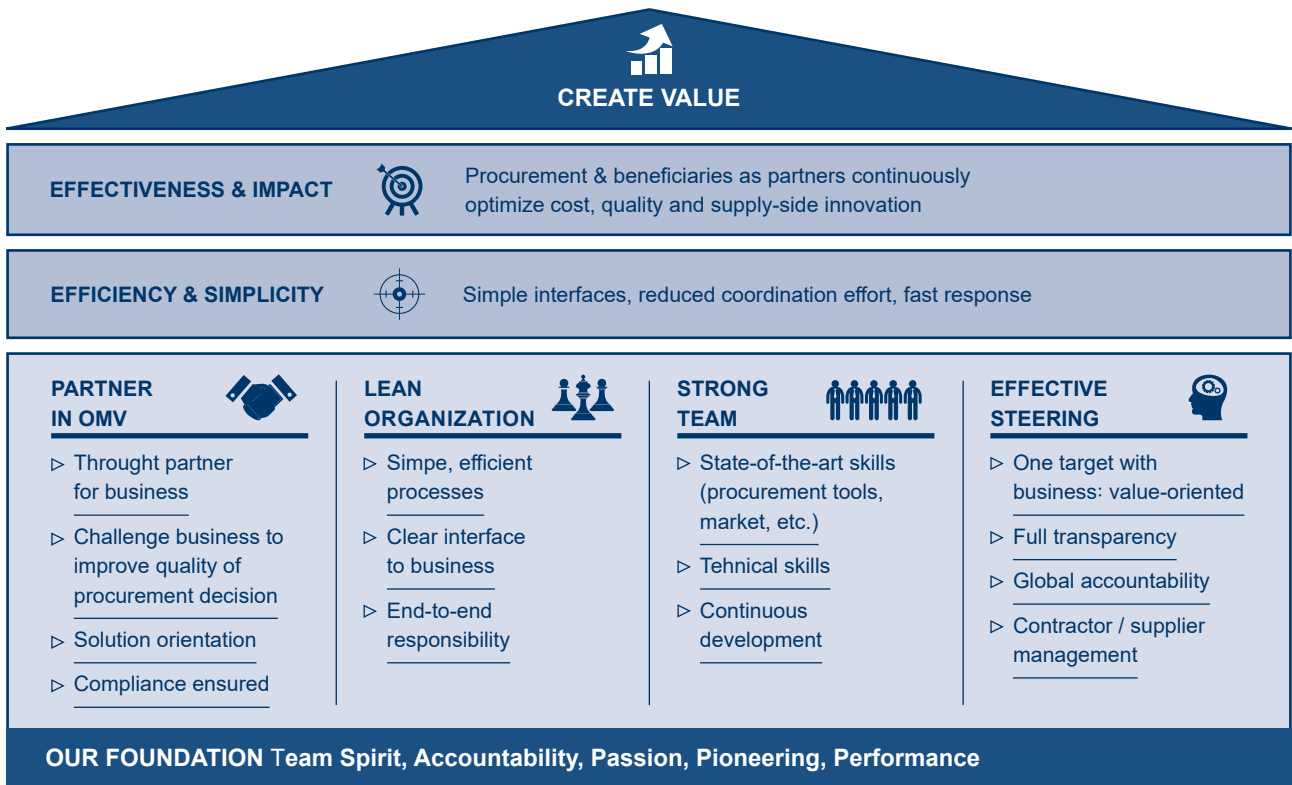 CREATE VALUE
EFFECTIVENESS & IMPACT
Procurement & beneficiaries as partners continuously
optimize cost, quality and supply-side innovation
EFFICIENCY & SIMPLICITY
Simple interfaces, reduced coordination effort, fast response
PARTNER
IN OMV
Throught partner
for business
Challenge business to
improve quality of
procurement decision
Solution orientation
Compliance ensured
LEAN
ORGANIZATION
Simpe, efficient
processes
Clear interface
to business
End-to-end
responsibility
STRONG
TEAM
State-of-the-art skills
(procurement tools,
market, etc.)
Tehnical skills
Continuous
development
EFFECTIVE
STEERING
One target with
business: value-oriented
Full transparency
Global accountability
Contractor / supplier
management
OUR FOUNDATION Team Spirit, Accountability, Passion, Pioneering, Performance